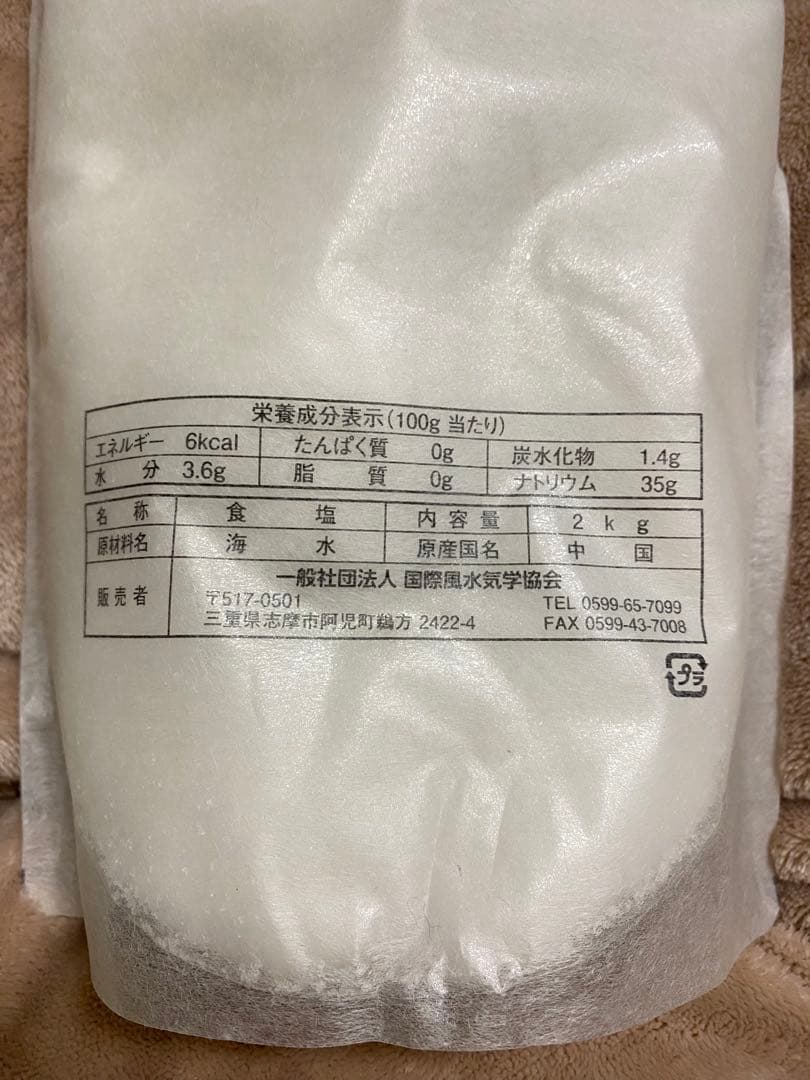 栄養成分表示(100g 当たり)
エネルギー 6kcal たんぱく質 0g 炭水化物 1.4g
水分 3.6g 脂質 0g ナトリウム 35g
名称 食塩 内容量 2kg
原材料名 海水 原産国名 中国
販売者 一般社団法人 国際風水気学協会
〒517-0501 TEL 0599-65-7099
三重県志摩市阿児町鵜方 2422-4 FAX 0599-43-7008
プラ